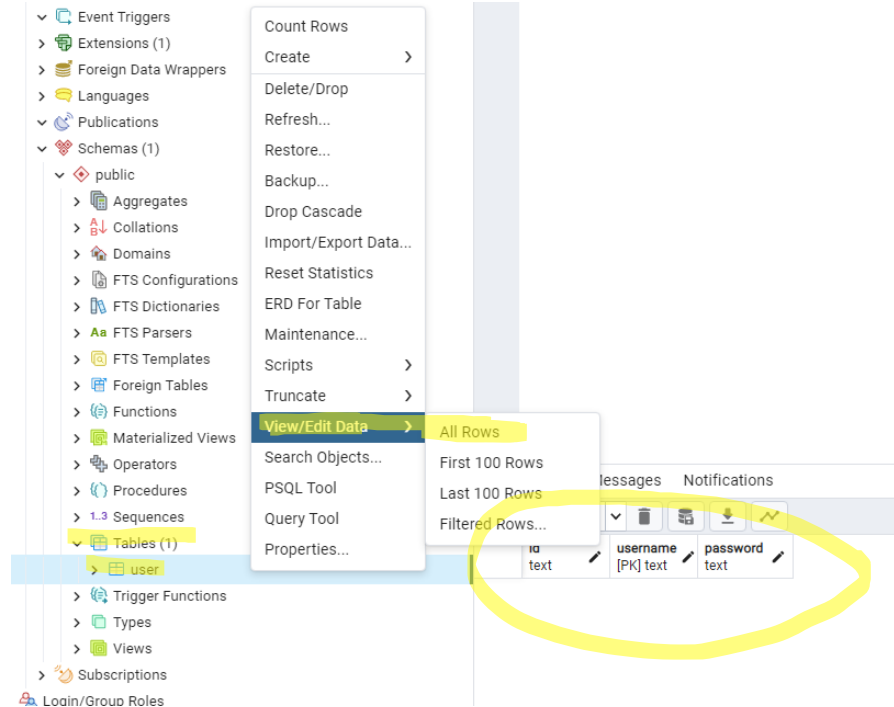 Event Triggers
Extensions (1)
Foreign Data Wrappers
Languages
Publications
Schemas (1)
public
Aggregates
Collations
Domains
FTS Configurations
FTS Dictionaries
Aa FTS Parsers
FTS Templates
Foreign Tables
Functions
Materialized Views
Operators
Procedures
1..3 Sequences
Tables (1)
user
Trigger Functions
Types
Views
Subscriptions
Login/Group Roles
Count Rows
Create
Delete/Drop
Refresh...
Restore...
Backup...
Drop Cascade
Import/Export Data...
Reset Statistics
ERD For Table
Maintenance...
Scripts
Truncate
View/Edit Data
Search Objects...
PSQL Tool
Query Tool
Properties...
All Rows
First 100 Rows
Last 100 Rows
Filtered Rows...
Messages Notifications
id username password
text [PK] text text